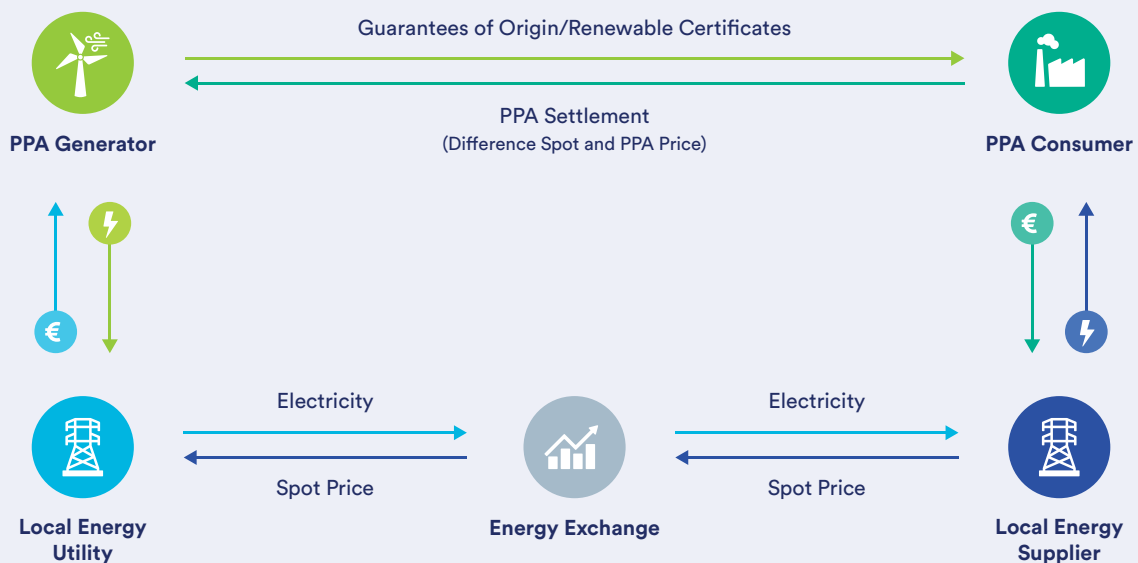 Guarantees of Origin/Renewable Certificates
PPA Settlement
(Difference Spot and PPA Price)
PPA Generator
PPA Consumer
€
€
Electricity
Electricity
Spot Price
Spot Price
Local Energy
Utility
Energy Exchange
Local Energy
Supplier